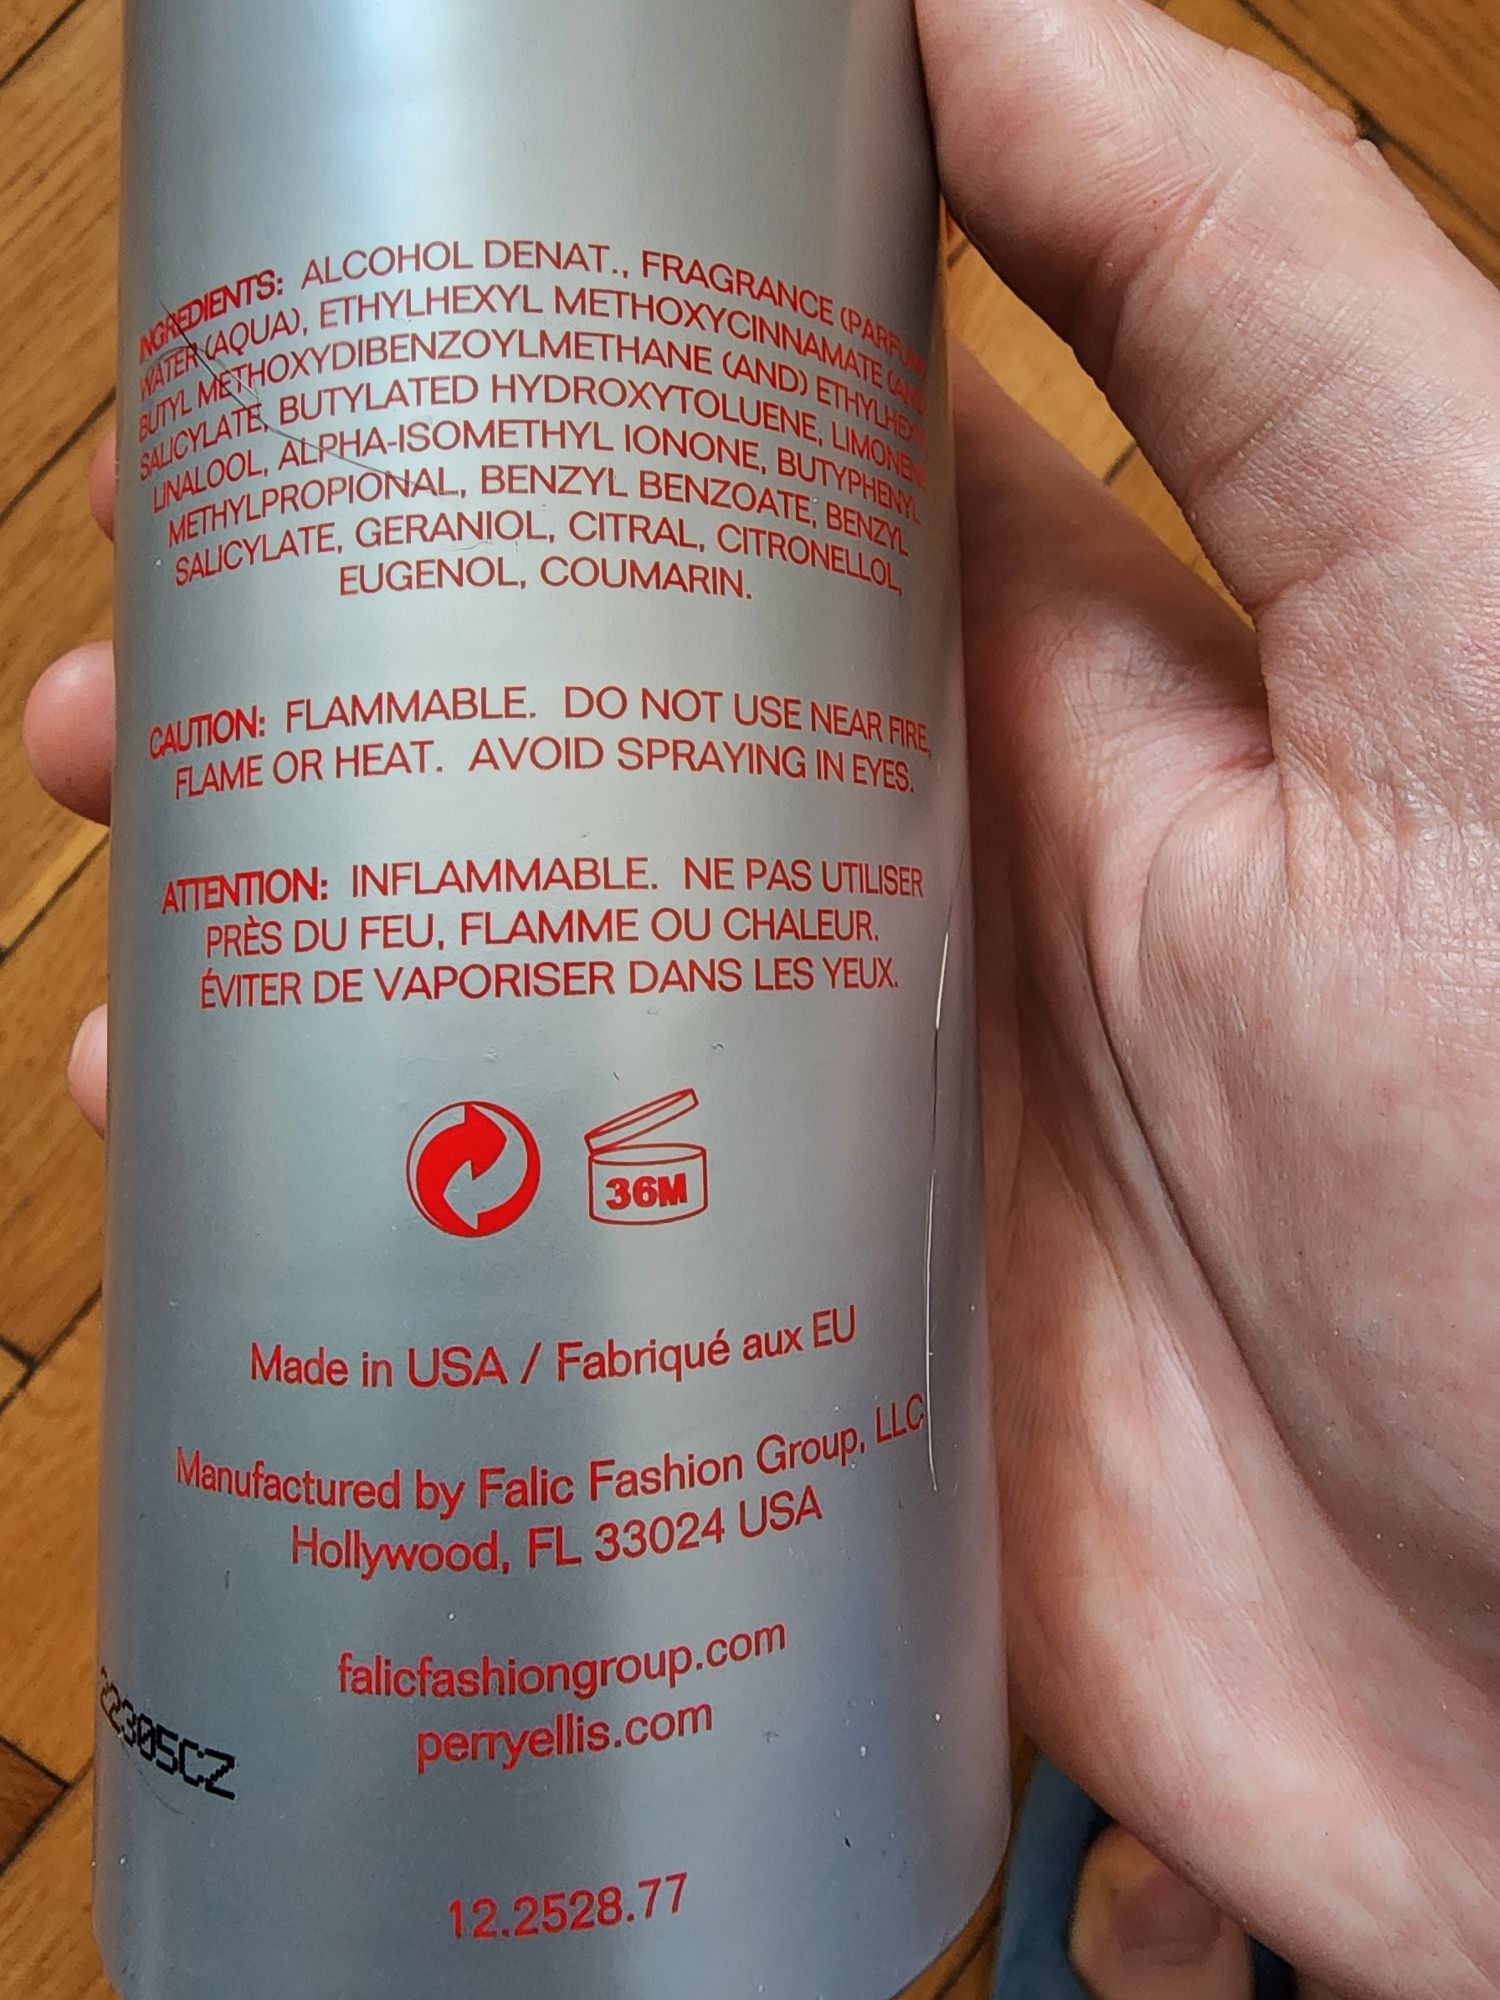 INGREDIENTS: ALCOHOL DENAT., FRAGRANCE (PARFUM)
WATER (AQUA), ETHYLHEXYL METHOXYCINNAMATE (AND)
BUTYL METHOXYDIBENZOYLMETHANE (AND) ETHYLHEXYL
SALICYLATE, BUTYLATED HYDROXYTOLUENE, LIMONENE
LINALOOL, ALPHA-ISOMETHYL IONONE, BUTYPHENYL
METHYLPROPIONAL, BENZYL BENZOATE, BENZYL
SALICYLATE, GERANIOL, CITRAL, CITRONELLOL,
EUGENOL, COUMARIN.
CAUTION: FLAMMABLE. DO NOT USE NEAR FIRE,
FLAME OR HEAT. AVOID SPRAYING IN EYES.
ATTENTION: INFLAMMABLE. NE PAS UTILISER
PRÈS DU FEU, FLAMME OU CHALEUR.
ÉVITER DE VAPORISER DANS LES YEUX.
36M
Made in USA / Fabriqué aux EU
Manufactured by Falic Fashion Group, LLC
Hollywood, FL 33024 USA
falicfashiongroup.com
perryellis.com
12.2528.77